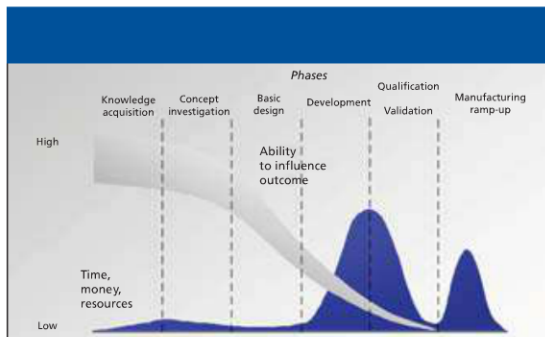 Phases
Knowledge
acquisition
Concept
investigation
Basic
design
Development
Qualification
Validation
Manufacturing
ramp-up
High
Ability
to influence
outcome
Time,
money,
resources
Low